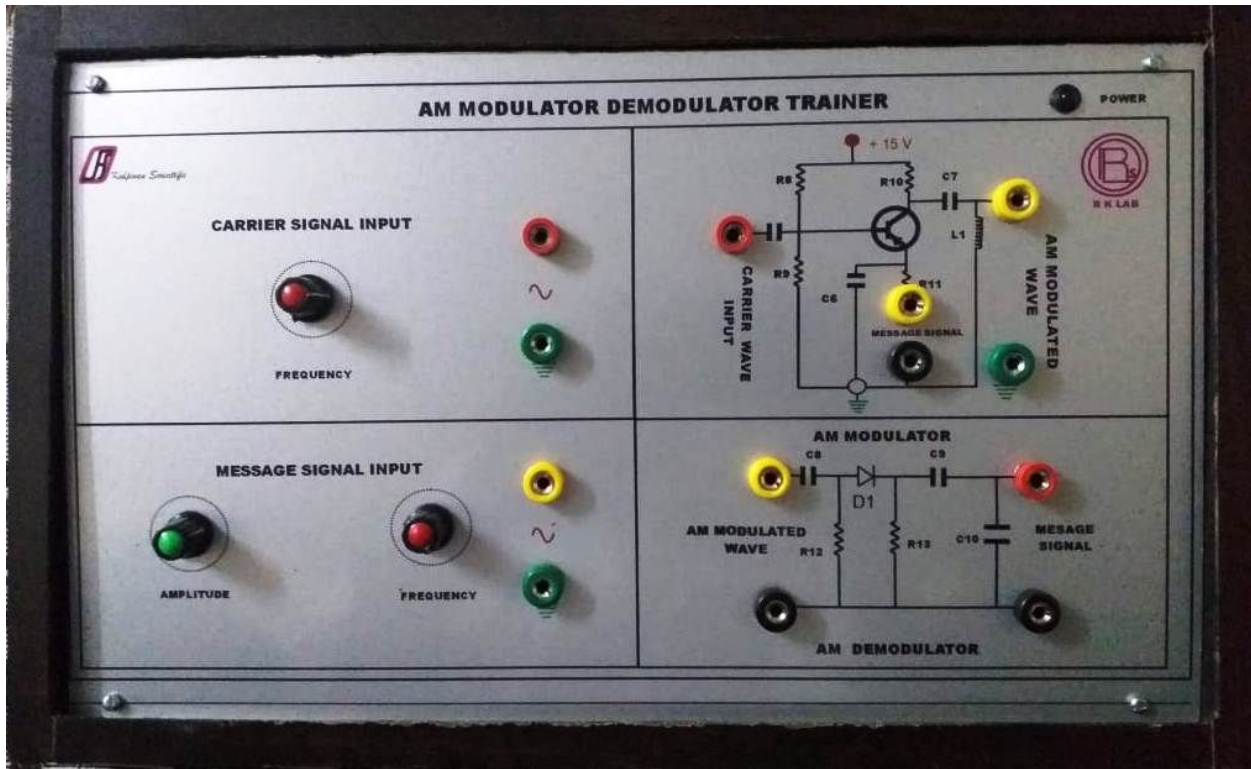 AM MODULATOR DEMODULATOR TRAINER
POWER
CARRIER SIGNAL INPUT
FREQUENCY
+ 15 V
R8
R10
C7
B K LAB
L1
R9
C6
R11
CARRIER WAVE
INPUT
MESSAGE SIGNAL
AM MODULATED
WAVE
MESSAGE SIGNAL INPUT
AMPLITUDE
FREQUENCY
AM MODULATOR
C8
C9
D1
AM MODULATED
WAVE
R12
R13
C10
MESAGE
SIGNAL
AM DEMODULATOR